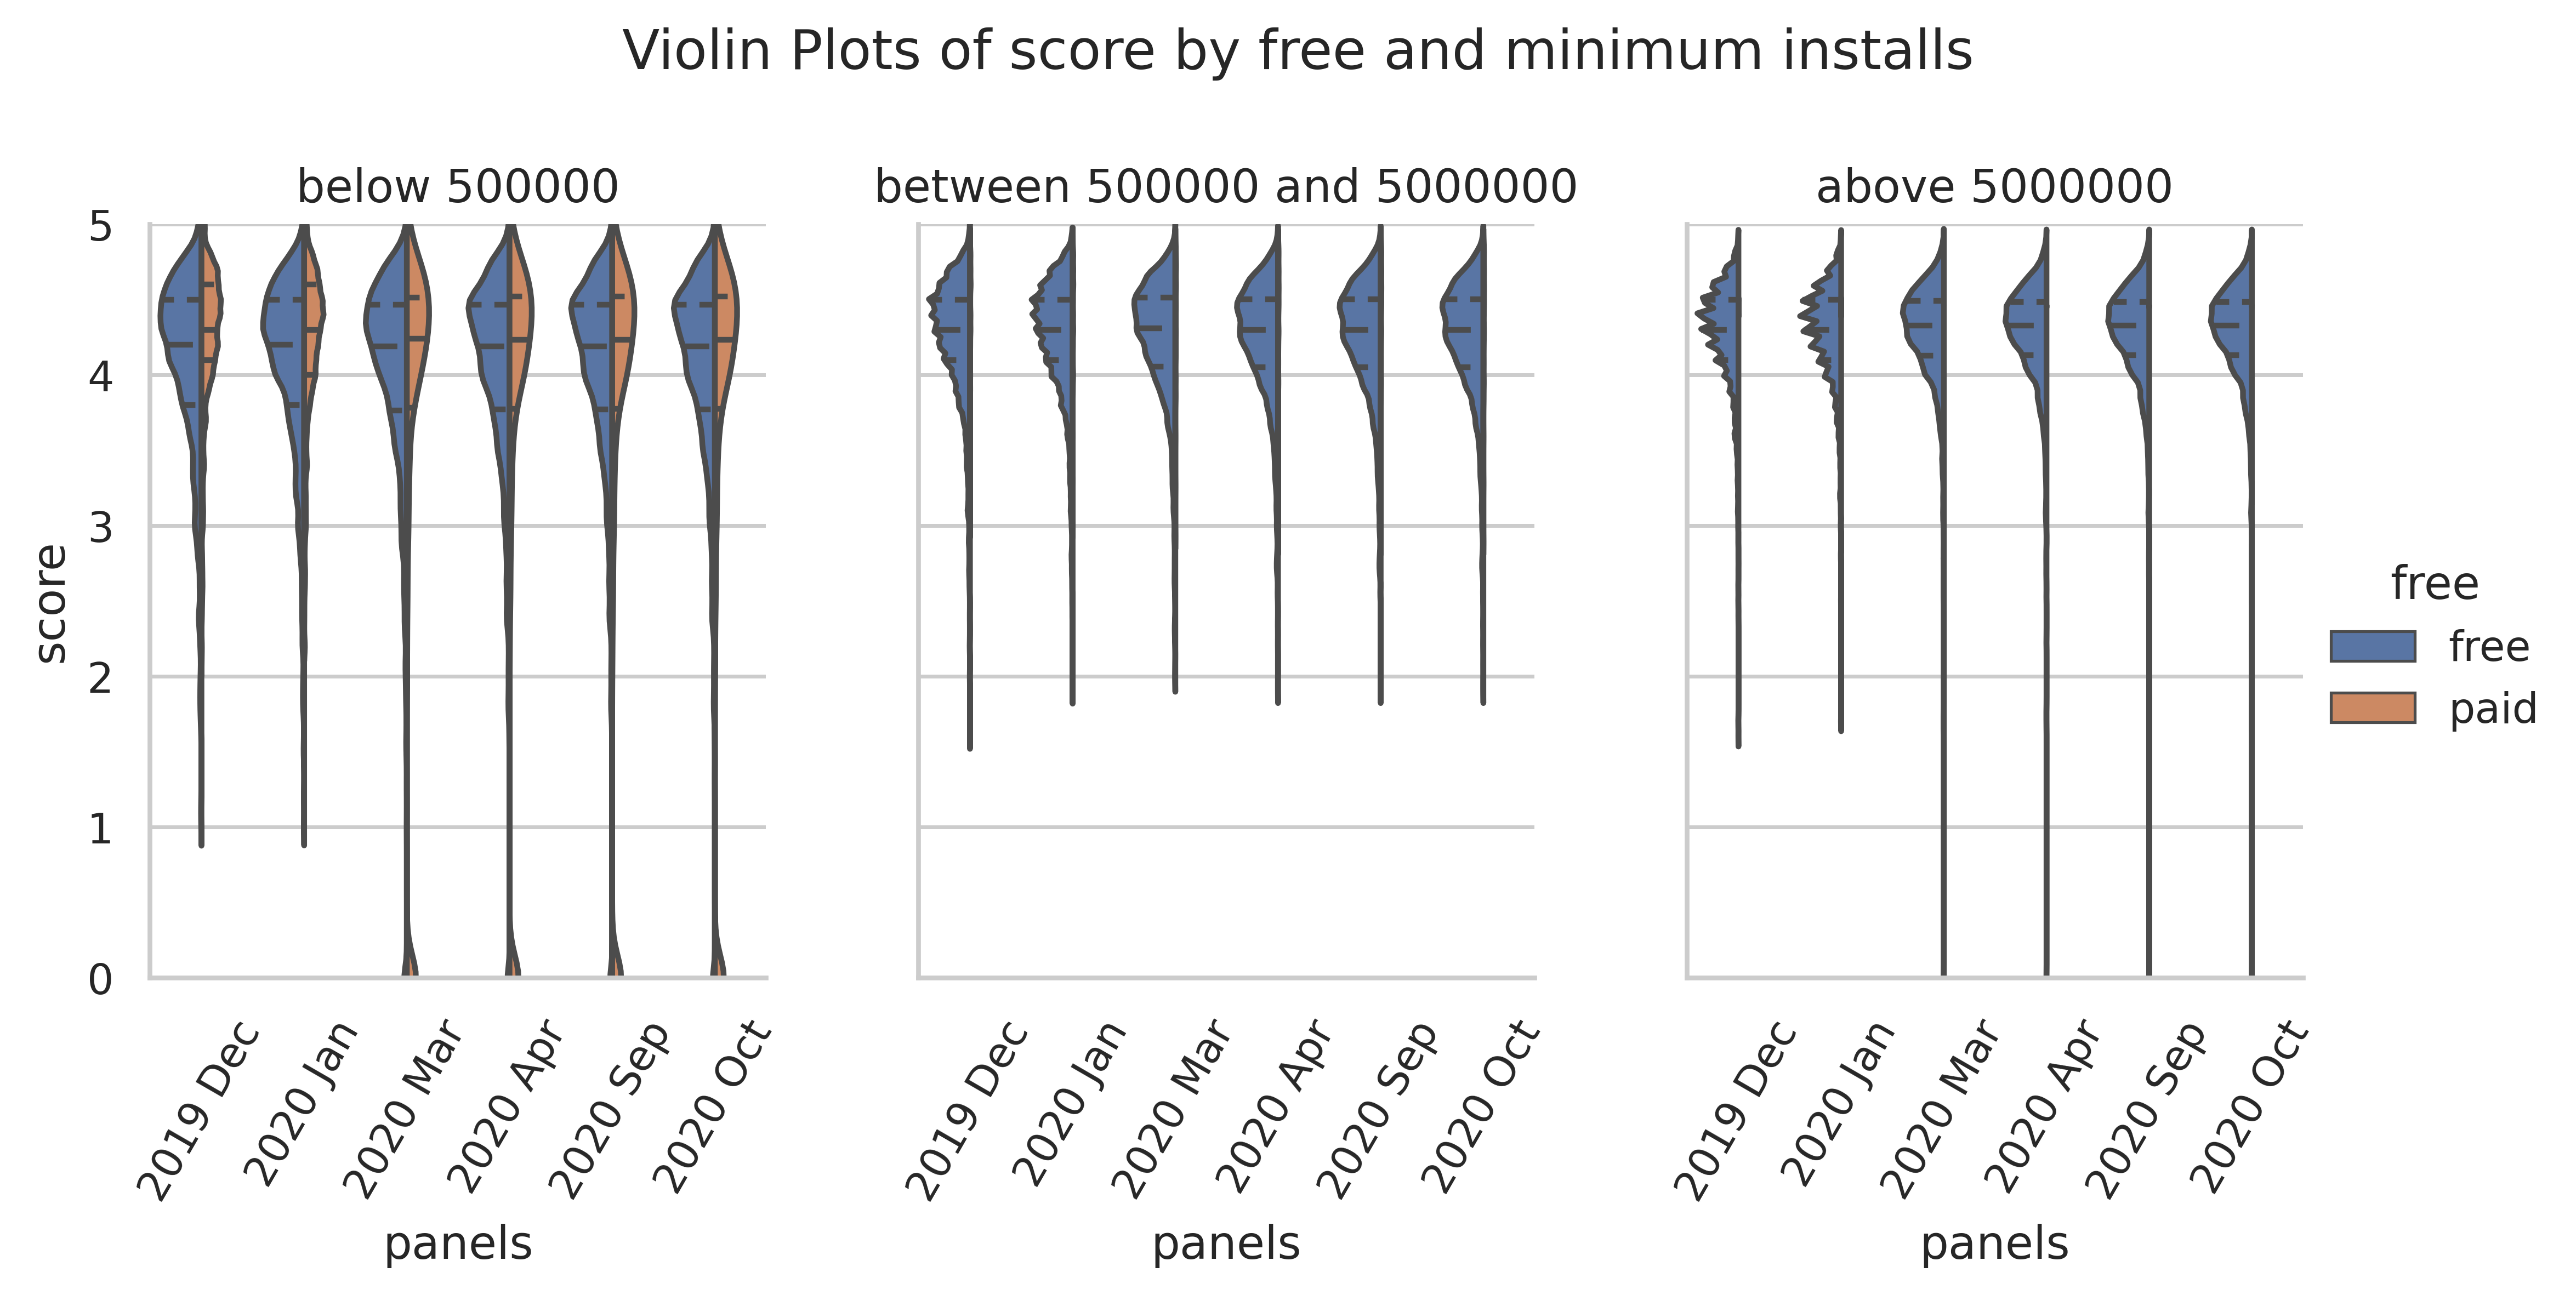 Violin Plots of score by free and minimum installs
below 500000
between 500000 and 5000000
above 5000000
score
5
4
3
2
1
0
2019 Dec
2020 Jan
2020 Mar
2020 Apr
2020 Sep
2020 Oct
panels
2019 Dec
2020 Jan
2020 Mar
2020 Apr
2020 Sep
2020 Oct
panels
2019 Dec
2020 Jan
2020 Mar
2020 Apr
2020 Sep
2020 Oct
panels
free
free
paid